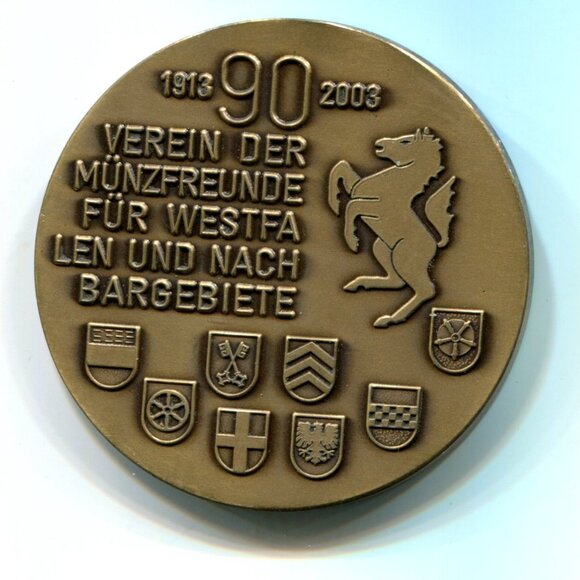 1913 90 2003
VEREIN DER
MÜNZFREUNDE
FÜR WESTFA
LEN UND NACH
BARGEBIETE